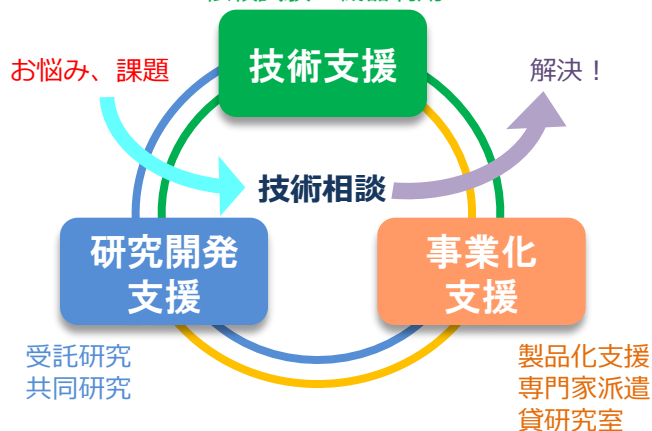 お悩み、課題
技術支援
解決！
技術相談
研究開発
支援
事業化
支援
受託研究
共同研究
製品化支援
専門家派遣
貸研究室